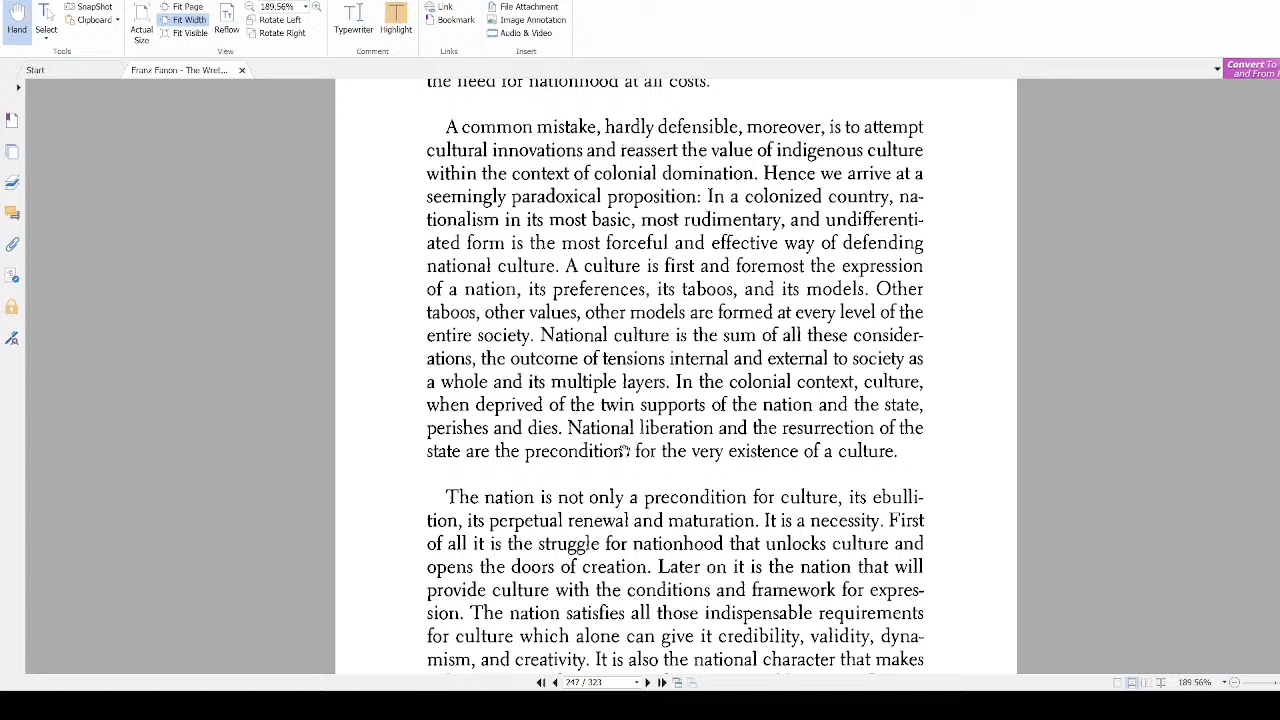 SnapShot
Clipboard
Hand
Select
Tools
Actual
Size
Fit Page
Fit Width
Fit Visible
Reflow
189.56%
Rotate Left
Rotate Right
View
Typewriter
Highlight
Comment
Link
Bookmark
Links
File Attachment
Image Annotation
Audio & Video
Insert
Start
Franz Fanon - The Wret...
Convert To
and From
the need for nationhood at all costs.
A common mistake, hardly defensible, moreover, is to attempt
cultural innovations and reassert the value of indigenous culture
within the context of colonial domination. Hence we arrive at a
seemingly paradoxical proposition: In a colonized country, na-
tionalism in its most basic, most rudimentary, and undifferenti-
ated form is the most forceful and effective way of defending
national culture. A culture is first and foremost the expression
of a nation, its preferences, its taboos, and its models. Other
taboos, other values, other models are formed at every level of the
entire society. National culture is the sum of all these consider-
ations, the outcome of tensions internal and external to society as
a whole and its multiple layers. In the colonial context, culture,
when deprived of the twin supports of the nation and the state,
perishes and dies. National liberation and the resurrection of the
state are the preconditions for the very existence of a culture.
The nation is not only a precondition for culture, its ebulli-
tion, its perpetual renewal and maturation. It is a necessity. First
of all it is the struggle for nationhood that unlocks culture and
opens the doors of creation. Later on it is the nation that will
provide culture with the conditions and framework for expres-
sion. The nation satisfies all those indispensable requirements
for culture which alone can give it credibility, validity, dyna-
mism, and creativity. It is also the national character that makes
247 / 323
189.56%